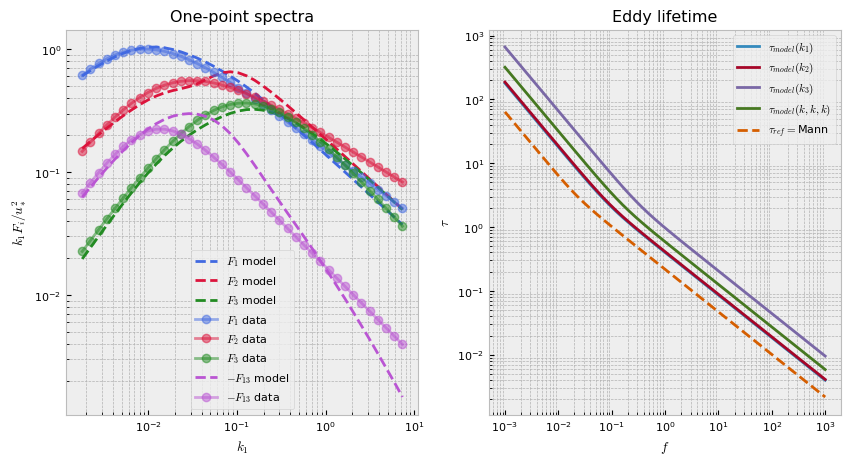 One-point spectra
k₁Fᵢ/u²_*
10⁰
10⁻¹
10⁻²
F₁ model
F₂ model
F₃ model
F₁ data
F₂ data
F₃ data
−F₁₃ model
−F₁₃ data
10⁻²
10⁻¹
10⁰
10¹
k₁
Eddy lifetime
τ
10³
10²
10¹
10⁰
10⁻¹
10⁻²
τ_model(k₁)
τ_model(k₂)
τ_model(k₃)
τ_model(k, k, k)
τ_ref = Mann
10⁻³
10⁻²
10⁻¹
10⁰
10¹
10²
10³
f